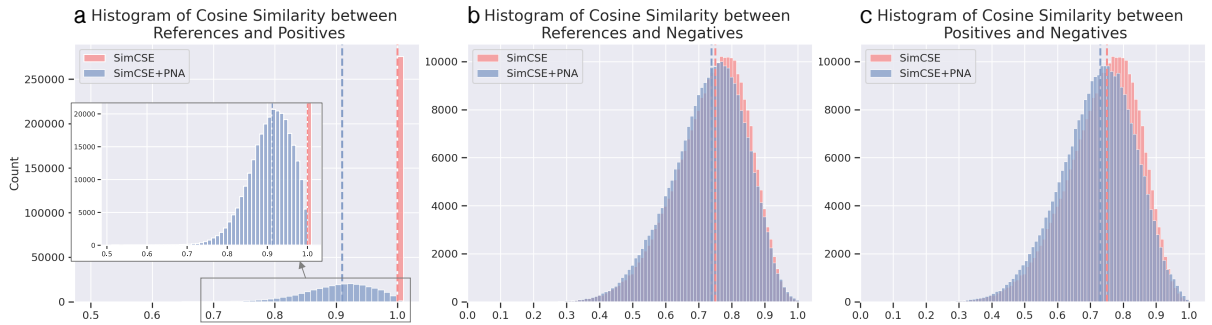 a Histogram of Cosine Similarity between
References and Positives
SimCSE
SimCSE+PNA
Count
250000
200000
150000
100000
50000
0
0.5 0.6 0.7 0.8 0.9 1.0
20000
15000
10000
5000
0
0.5 0.6 0.7 0.8 0.9 1.0
b Histogram of Cosine Similarity between
References and Negatives
SimCSE
SimCSE+PNA
10000
8000
6000
4000
2000
0
0.0 0.1 0.2 0.3 0.4 0.5 0.6 0.7 0.8 0.9 1.0
c Histogram of Cosine Similarity between
Positives and Negatives
SimCSE
SimCSE+PNA
10000
8000
6000
4000
2000
0
0.0 0.1 0.2 0.3 0.4 0.5 0.6 0.7 0.8 0.9 1.0